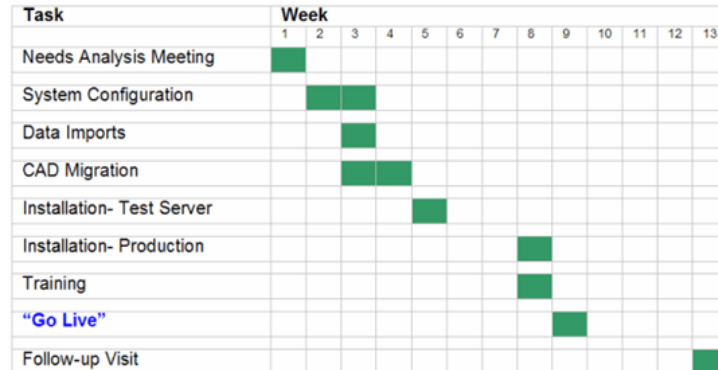 Task Week
1 2 3 4 5 6 7 8 9 10 11 12 13
Needs Analysis Meeting
System Configuration
Data Imports
CAD Migration
Installation- Test Server
Installation- Production
Training
“Go Live”
Follow-up Visit